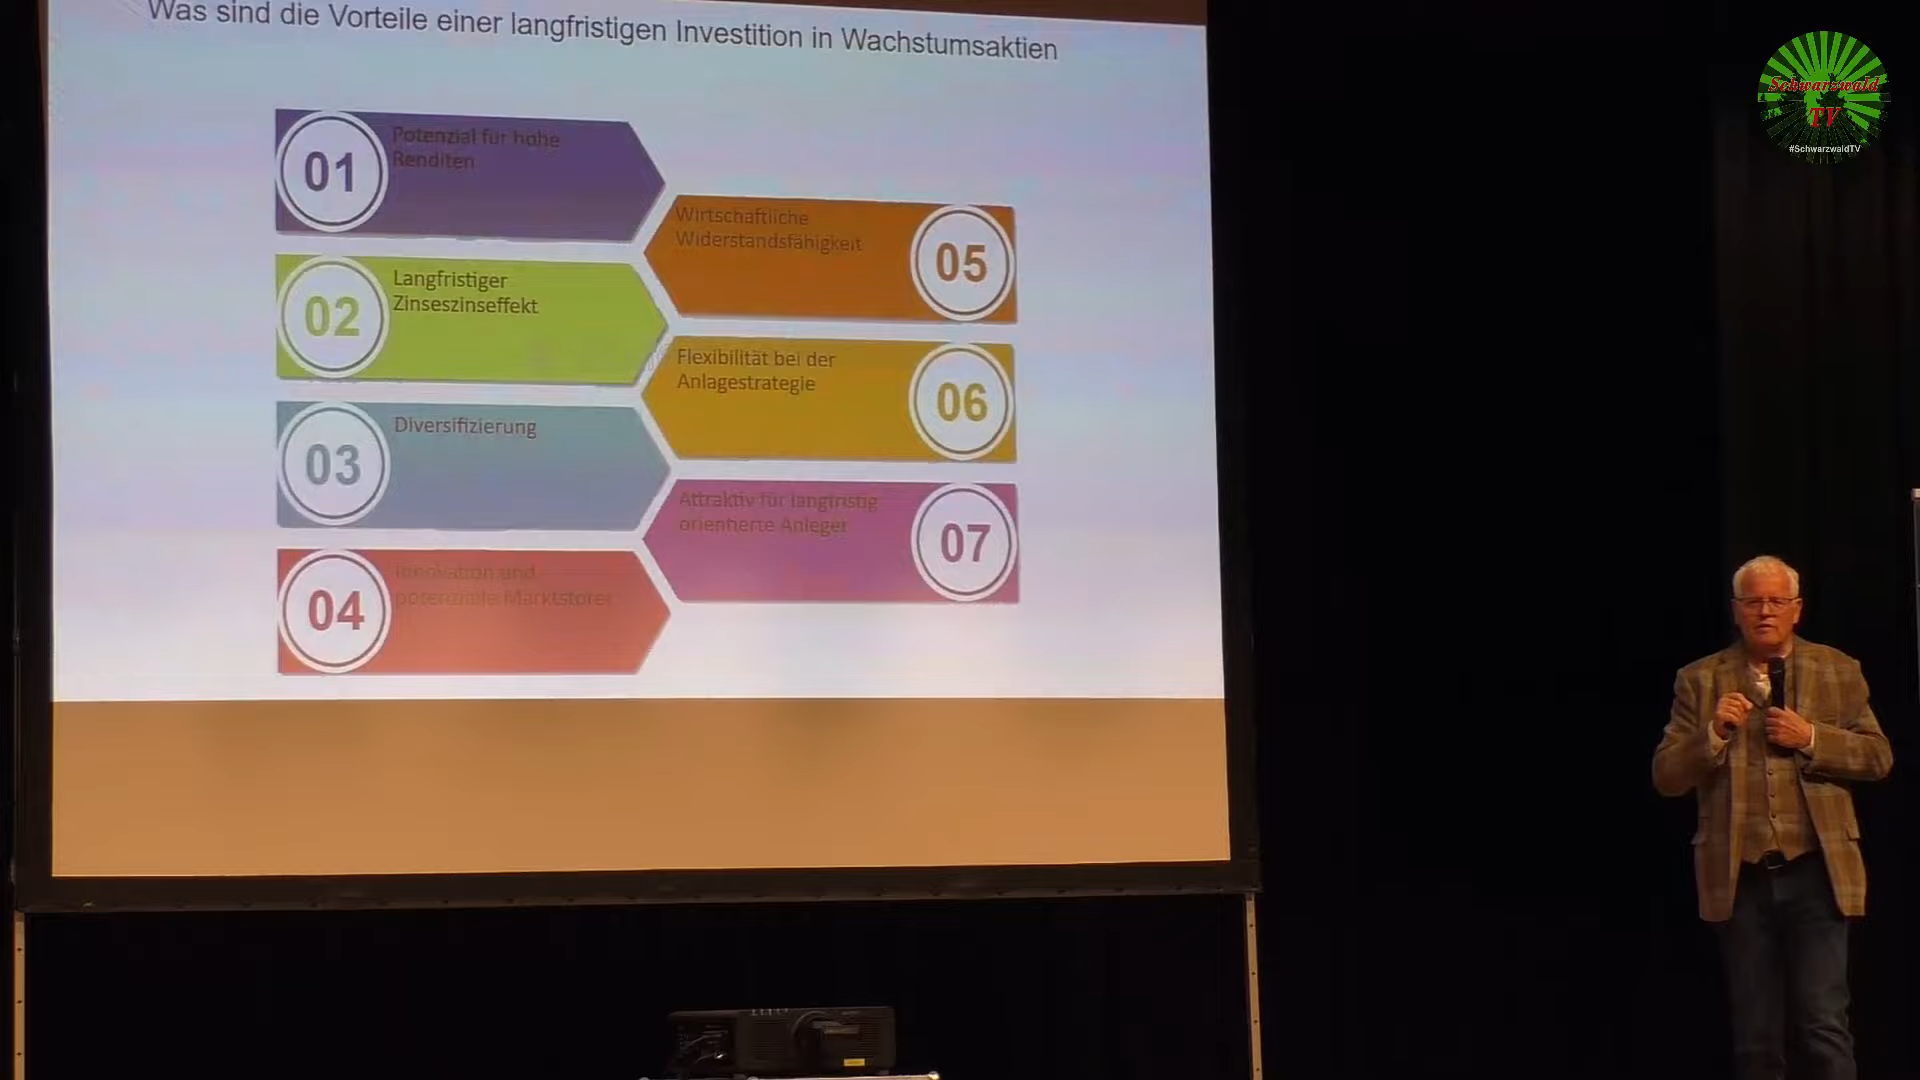 Was sind die Vorteile einer langfristigen Investition in Wachstumsaktien
01
Potenzial für hohe
Renditen
02
Langfristiger
Zinseszinseffekt
03
Diversifizierung
04
Innovation und
potenzielle Marktstörer
05
Wirtschaftliche
Widerstandsfähigkeit
06
Flexibilität bei der
Anlagestrategie
07
Attraktiv für langfristig
orientierte Anleger
Schwarzwald
TV
#SchwarzwaldTV